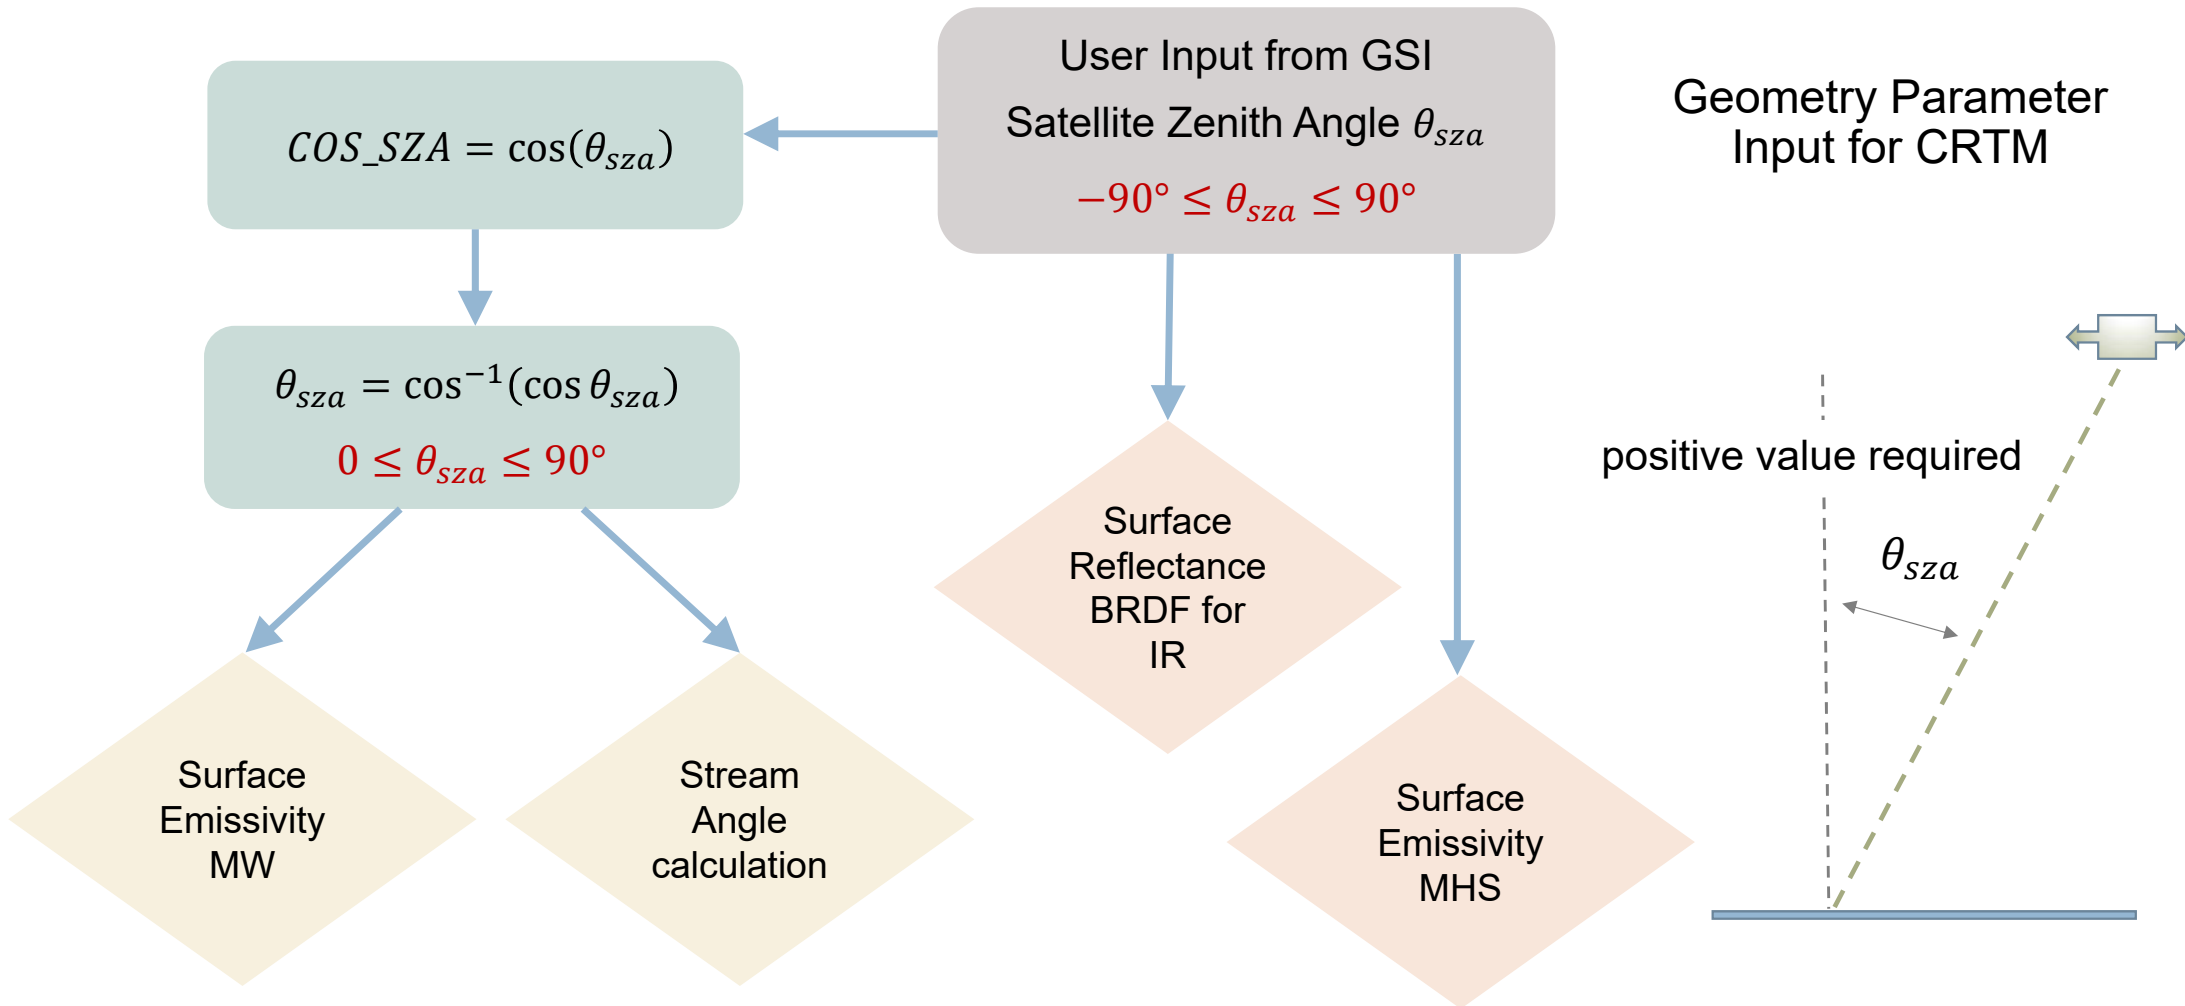 User Input from GSI
Satellite Zenith Angle θ_sza
−90° ≤ θ_sza ≤ 90°
COS_SZA = cos(θ_sza)
θ_sza = cos⁻¹(cos θ_sza)
0 ≤ θ_sza ≤ 90°
Surface
Emissivity
MW
Stream
Angle
calculation
Surface
Reflectance
BRDF for
IR
Surface
Emissivity
MHS
Geometry Parameter
Input for CRTM
positive value required
θ_sza